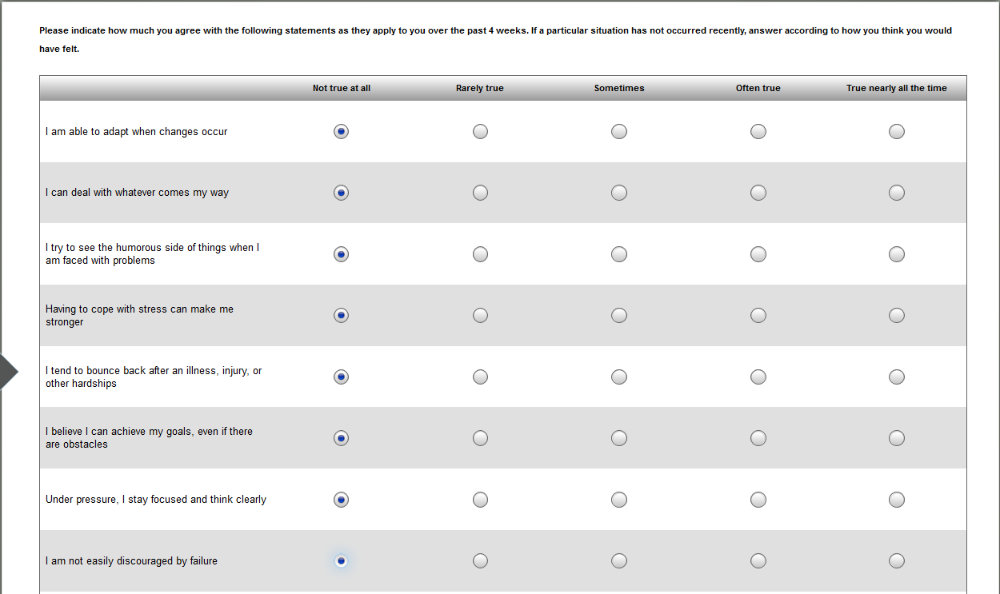 Please indicate how much you agree with the following statements as they apply to you over the past 4 weeks. If a particular situation has not occurred recently, answer according to how you think you would
have felt.
Not true at all Rarely true Sometimes Often true True nearly all the time
I am able to adapt when changes occur
I can deal with whatever comes my way
I try to see the humorous side of things when I
am faced with problems
Having to cope with stress can make me
stronger
I tend to bounce back after an illness, injury, or
other hardships
I believe I can achieve my goals, even if there
are obstacles
Under pressure, I stay focused and think clearly
I am not easily discouraged by failure